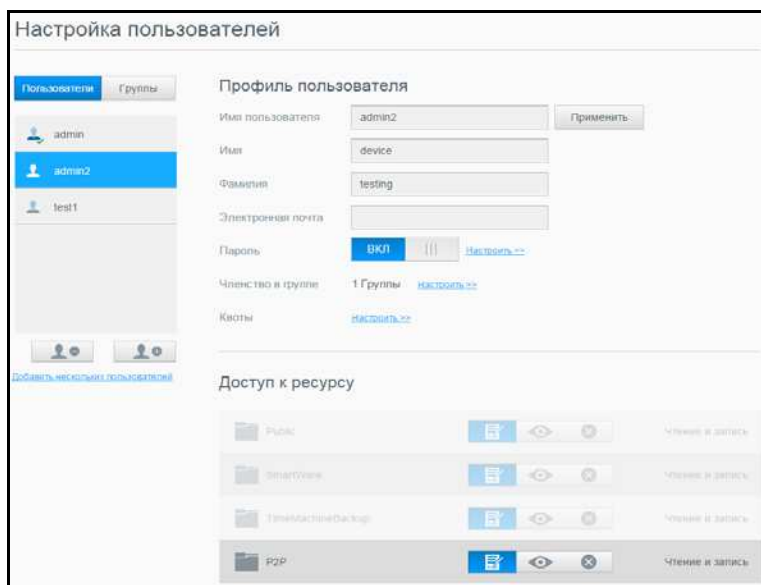 Настройка пользователей
Пользователи Группы
admin
admin2
test1
Добавить нескольких пользователей
Профиль пользователя
Имя пользователя admin2 Применить
Имя device
Фамилия testing
Электронная почта
Пароль ВКЛ Настроить >>
Членство в группе 1 Группы Настроить >>
Квоты Настроить >>
Доступ к ресурсу
Public Чтение и запись
SmartWare Чтение и запись
TimeMachineBackup Чтение и запись
P2P Чтение и запись